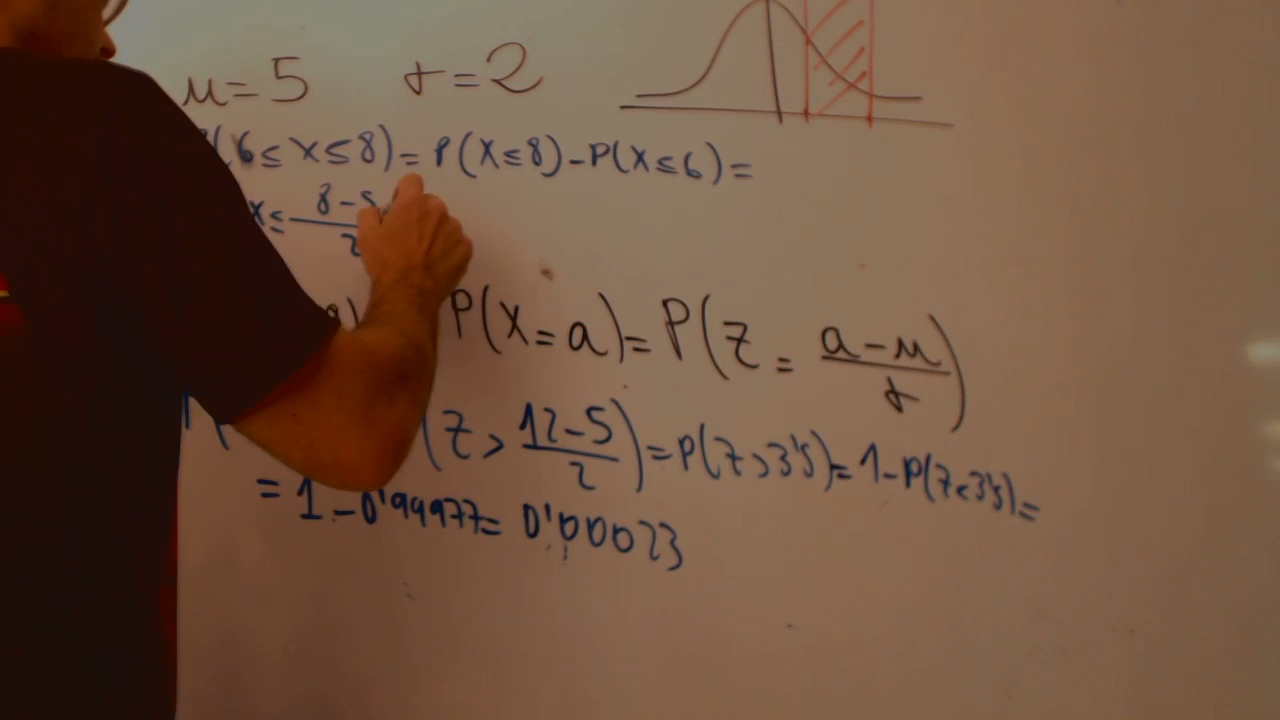 μ=5 σ=2
(6≤x≤8)=P(X≤8)-P(X≤6)=
x≤ 8-5/2
P(X=a)=P(Z=(a-μ)/σ)
(Z>(12-5)/2)=P(Z>3'5)=1-P(Z<3'5)=
=1-0'99977=0'00023